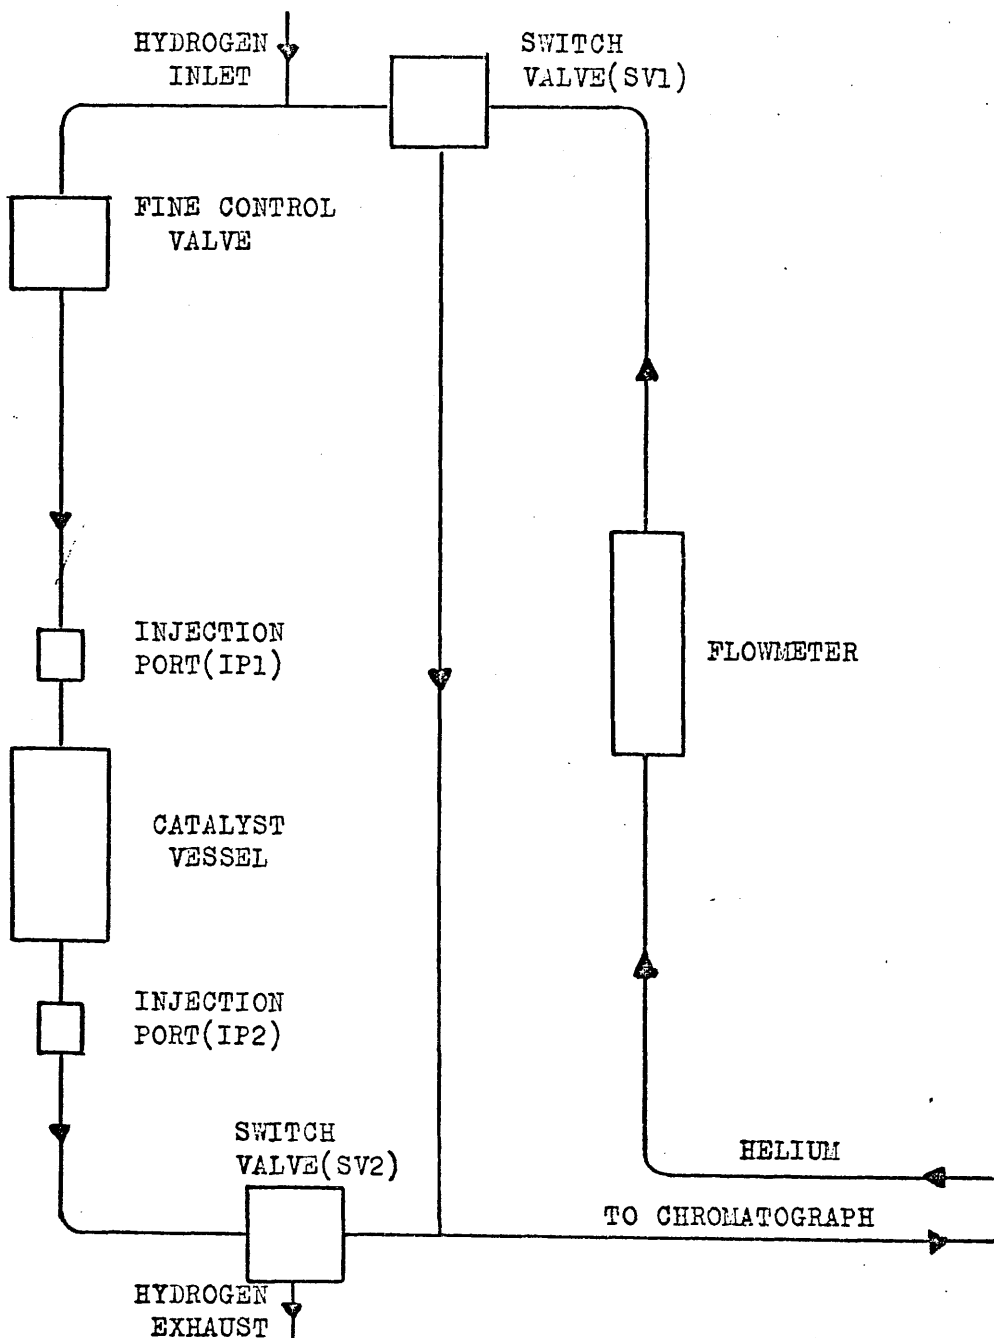 HYDROGEN
INLET
SWITCH
VALVE(SV1)
FINE CONTROL
VALVE
INJECTION
PORT(IP1)
FLOWMETER
CATALYST
VESSEL
INJECTION
PORT(IP2)
SWITCH
VALVE(SV2)
HELIUM
TO CHROMATOGRAPH
HYDROGEN
EXHAUST